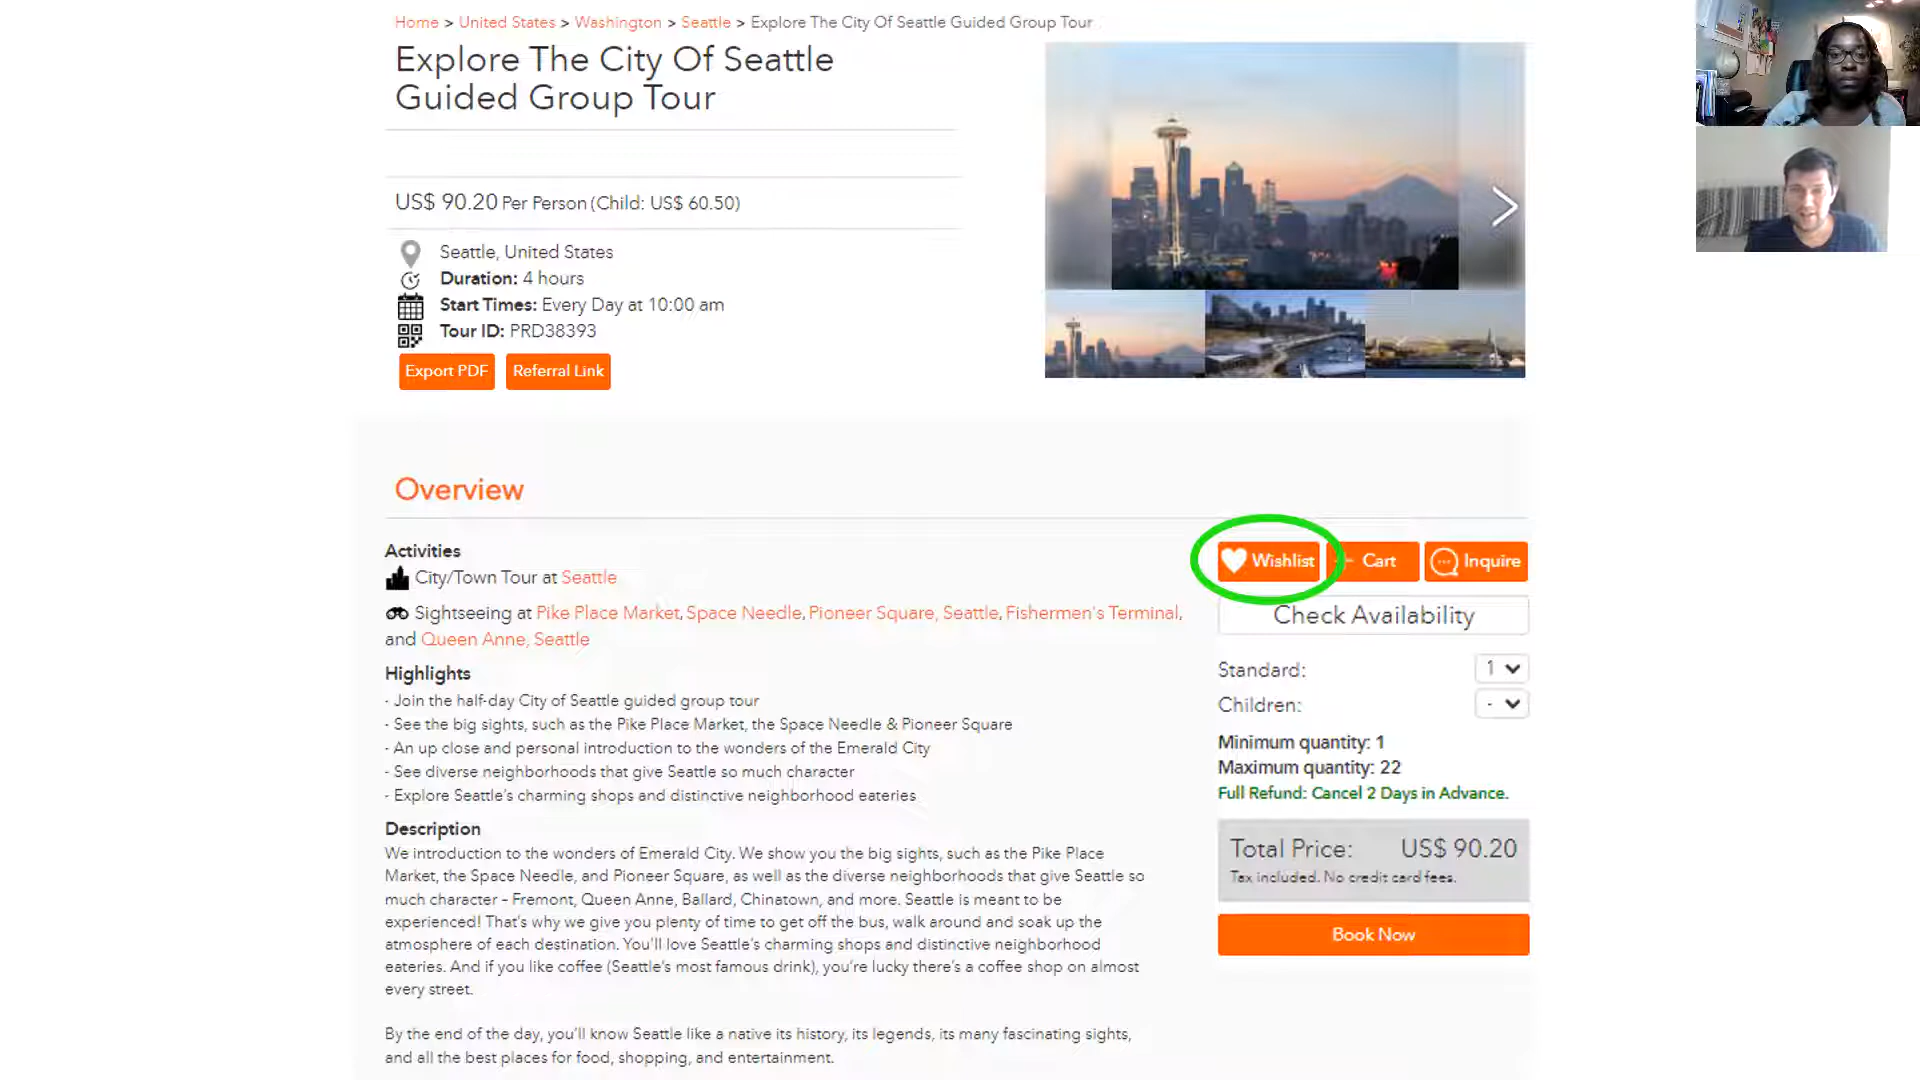 Home > United States > Washington > Seattle > Explore The City Of Seattle Guided Group Tour
Explore The City Of Seattle
Guided Group Tour
US$ 90.20 Per Person (Child: US$ 60.50)
Seattle, United States
Duration: 4 hours
Start Times: Every Day at 10:00 am
Tour ID: PRD38393
Export PDF
Referral Link
Overview
Activities
City/Town Tour at Seattle
Sightseeing at Pike Place Market, Space Needle, Pioneer Square, Seattle, Fishermen's Terminal,
and Queen Anne, Seattle
Highlights
- Join the half-day City of Seattle guided group tour
- See the big sights, such as the Pike Place Market, the Space Needle & Pioneer Square
- An up close and personal introduction to the wonders of the Emerald City
- See diverse neighborhoods that give Seattle so much character
- Explore Seattle's charming shops and distinctive neighborhood eateries
Description
We introduction to the wonders of Emerald City. We show you the big sights, such as the Pike Place
Market, the Space Needle, and Pioneer Square, as well as the diverse neighborhoods that give Seattle so
much character – Fremont, Queen Anne, Ballard, Chinatown, and more. Seattle is meant to be
experienced! That's why we give you plenty of time to get off the bus, walk around and soak up the
atmosphere of each destination. You'll love Seattle's charming shops and distinctive neighborhood
eateries. And if you like coffee (Seattle's most famous drink), you're lucky there's a coffee shop on almost
every street.
By the end of the day, you'll know Seattle like a native its history, its legends, its many fascinating sights,
and all the best places for food, shopping, and entertainment.
Wishlist
Cart
Inquire
Check Availability
Standard: 1
Children: -
Minimum quantity: 1
Maximum quantity: 22
Full Refund: Cancel 2 Days in Advance.
Total Price: US$ 90.20
Tax included. No credit card fees.
Book Now